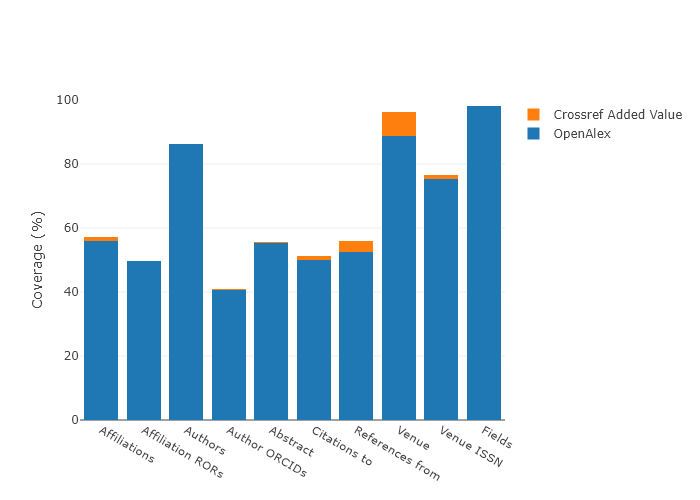 100
80
60
40
20
0
Coverage (%)
Affiliations
Affiliation RORs
Authors
Author ORCIDs
Abstract
Citations to
References from
Venue
Venue ISSN
Fields
Crossref Added Value
OpenAlex